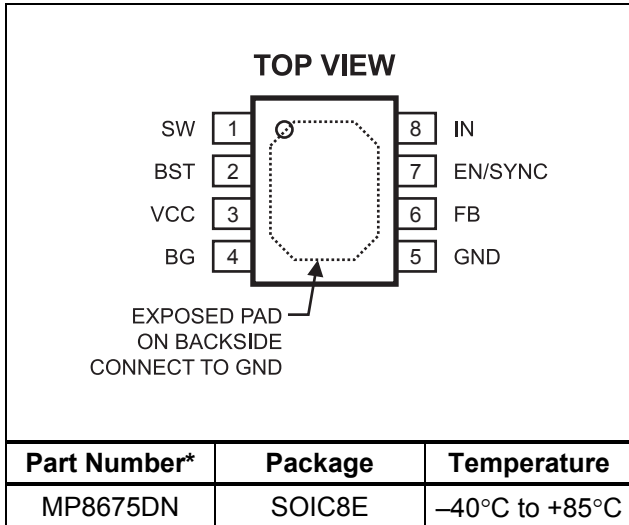 TOP VIEW
SW 1 8 IN
BST 2 7 EN/SYNC
VCC 3 6 FB
BG 4 5 GND
EXPOSED PAD
ON BACKSIDE
CONNECT TO GND
Part Number* Package Temperature
MP8675DN SOIC8E –40°C to +85°C